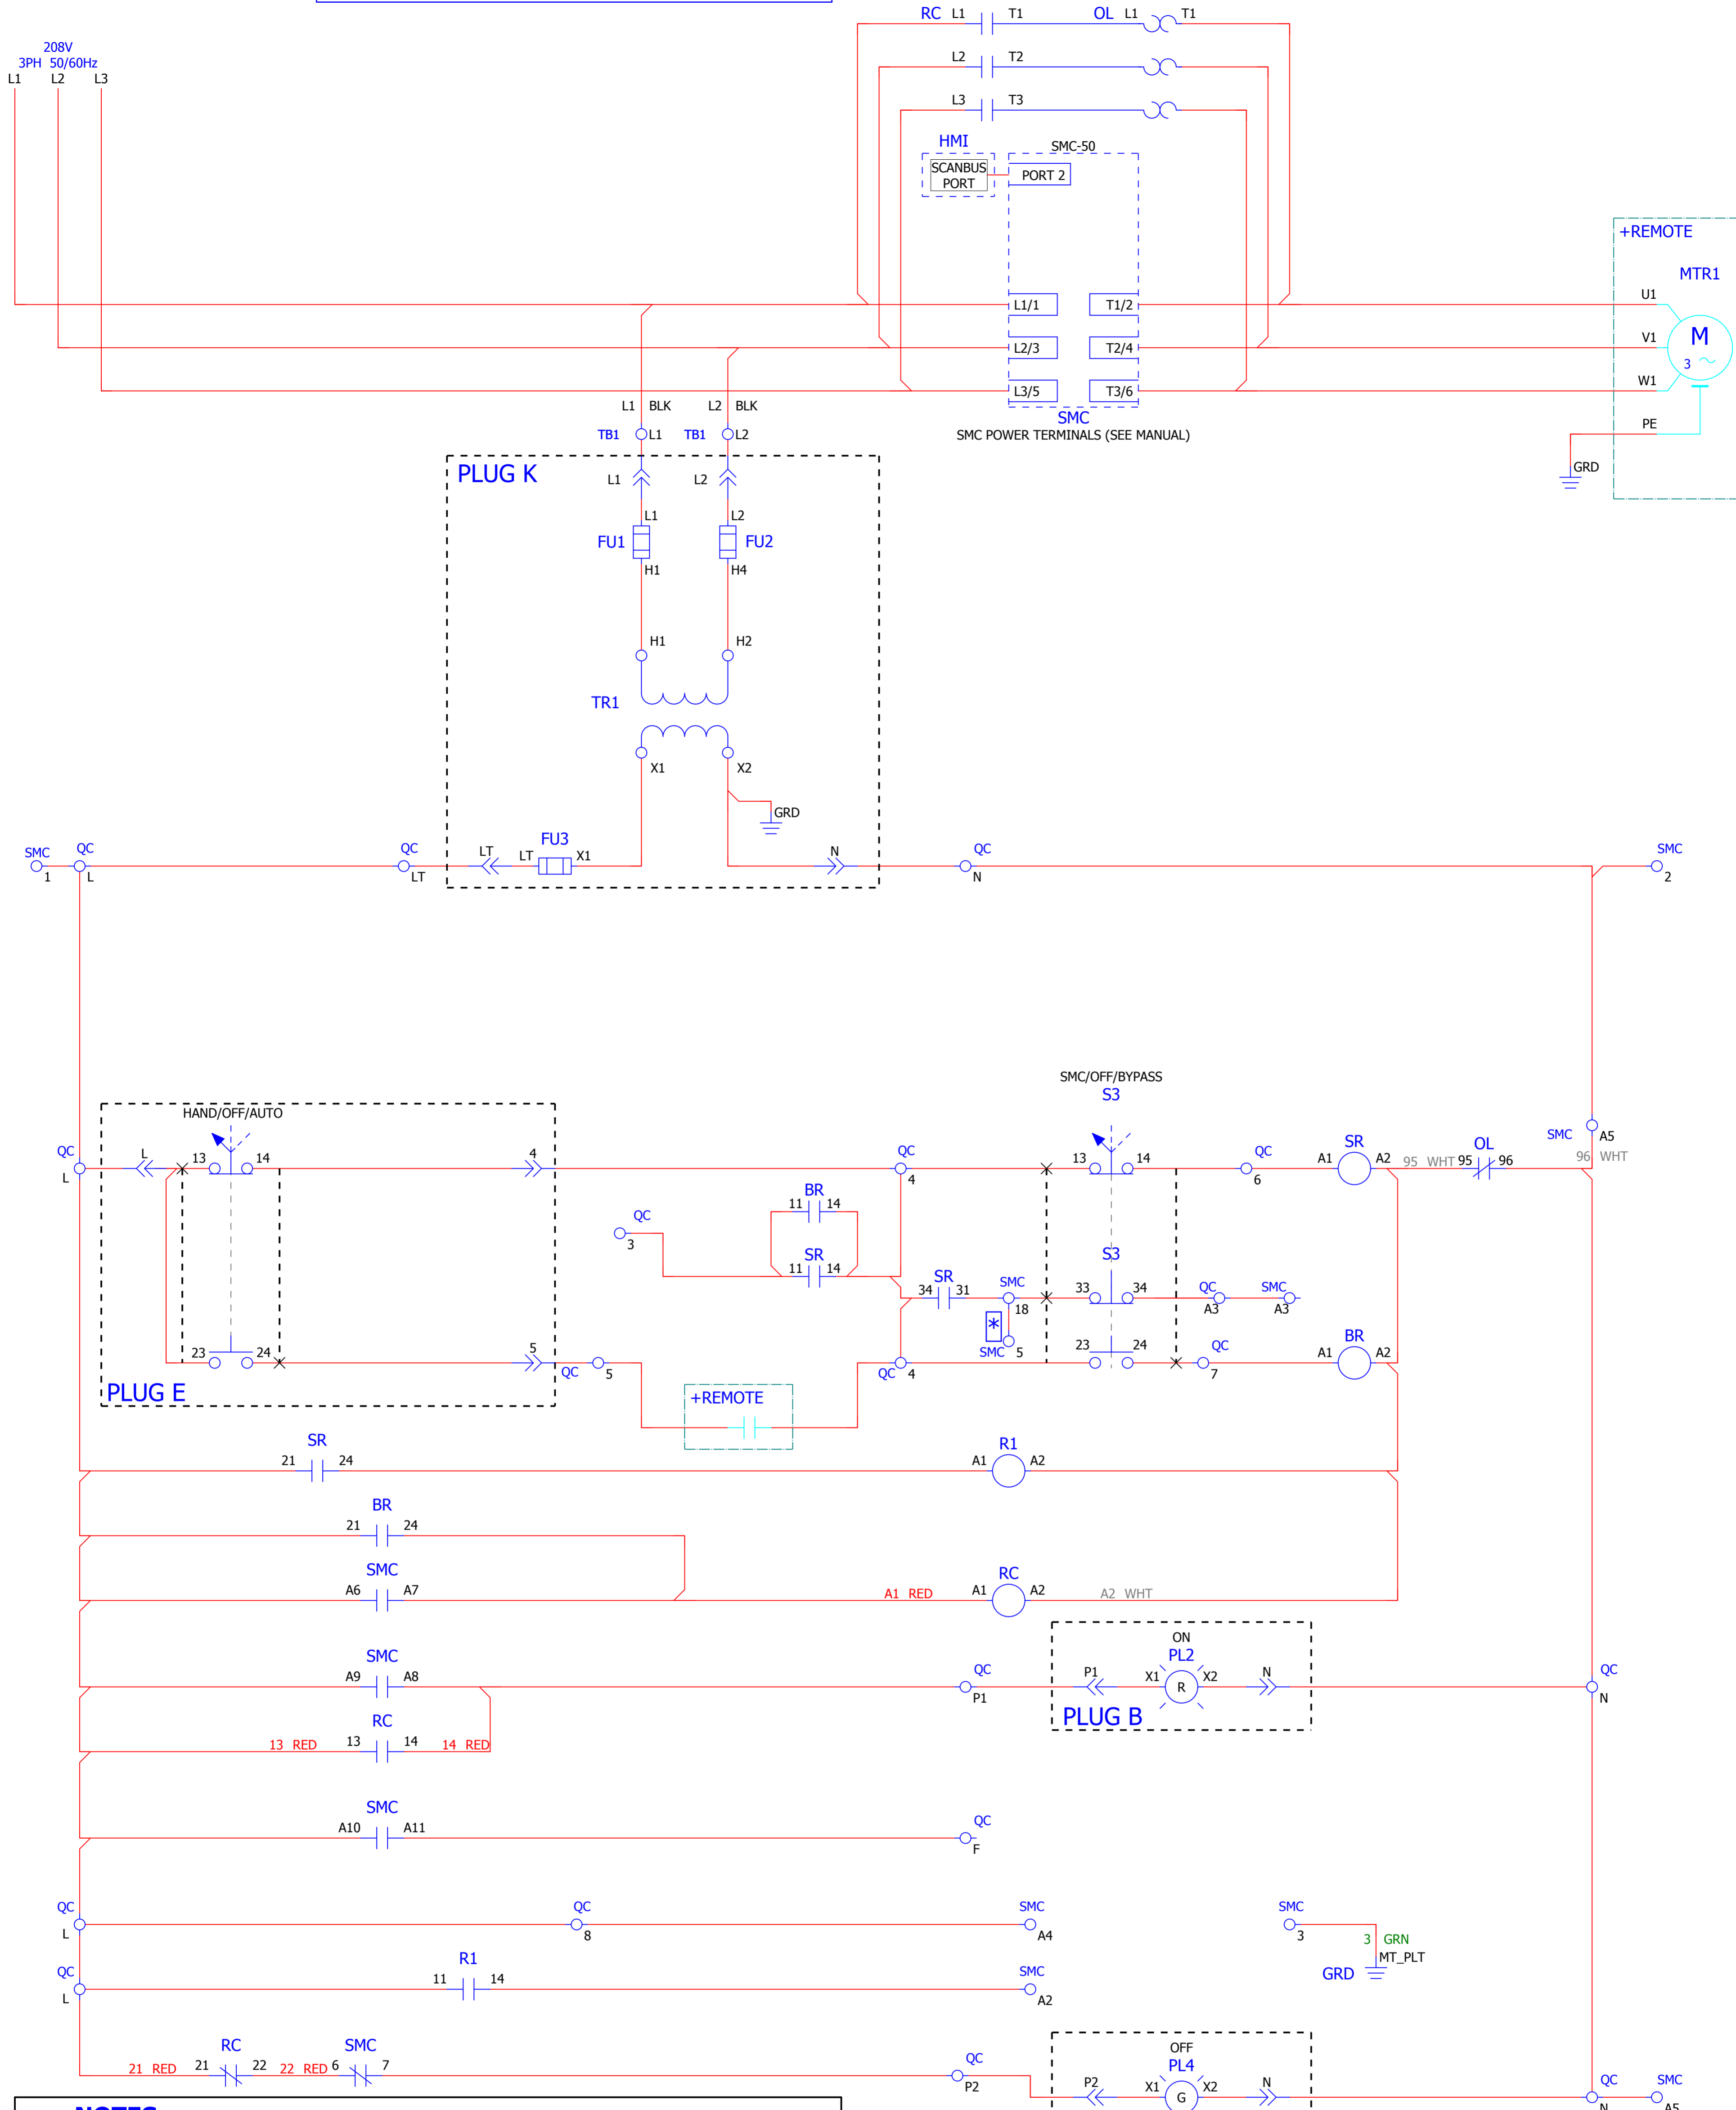 RC L1 T1 OL L1 T1
208V
3PH 50/60Hz
L1 L2 L3
L2 T2
L3 T3
HMI
SMC-50
SCANBUS
PORT
PORT 2
+REMOTE
MTR1
L1/1 T1/2 U1
L2/3 T2/4 V1
M
3
L3/5 T3/6 W1
L1 BLK L2 BLK
SMC
SMC POWER TERMINALS (SEE MANUAL)
PE
TB1 L1 TB1 L2
GRD
PLUG K
L1 L2
L1 L2
FU1 FU2
H1 H4
H1 H2
TR1
X1 X2
GRD
SMC QC QC FU3 QC SMC
LT LT X1 N
1 L LT N 2
SMC/OFF/BYPASS
S3
HAND/OFF/AUTO
QC L 13 14 4 QC 13 14 SR OL SMC A5
A1 A2 95 WHT 95 96 96 WHT
L 4 QC 6
BR
11 14
QC
3
SR S3
11 14
SR SMC 33 34 QC SMC
34 31 18 A3 A3
*
SMC 5
23 24 5 23 24 QC BR
A1 A2
QC 5 QC 4 7
PLUG E
+REMOTE
SR R1
21 24 A1 A2
BR
21 24
SMC RC
A6 A7 A1 RED A1 A2 A2 WHT
ON
SMC QC PL2 QC
A9 A8 P1 X1 X2 N
R
P1 N
PLUG B
RC
13 RED 13 14 14 RED
SMC
A10 A11 QC
F
QC QC SMC SMC
L 8 A4 3
3 GRN
MT_PLT
GRD
QC R1 SMC
11 14
L A2
OFF
RC SMC QC PL4
21 RED 21 22 22 RED 6 7
P2 P2 X1 X2 N QC SMC
G
N A5
NOTES